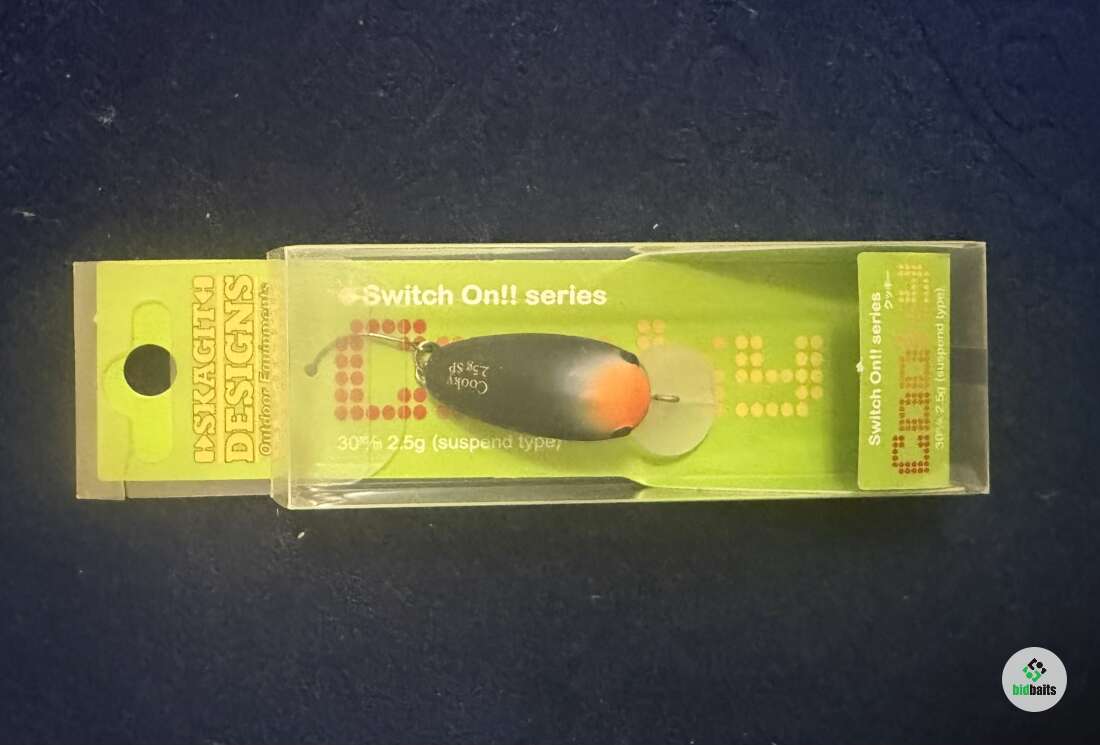 SKAGIT
DESIGNS
Outdoor Equipments
Switch On!! series
30㎜ 2.5g (suspend type)
Cooky
2.5g SP
Switch On!! series
クッキー
30㎜ 2.5g (suspend type)
bidbaits